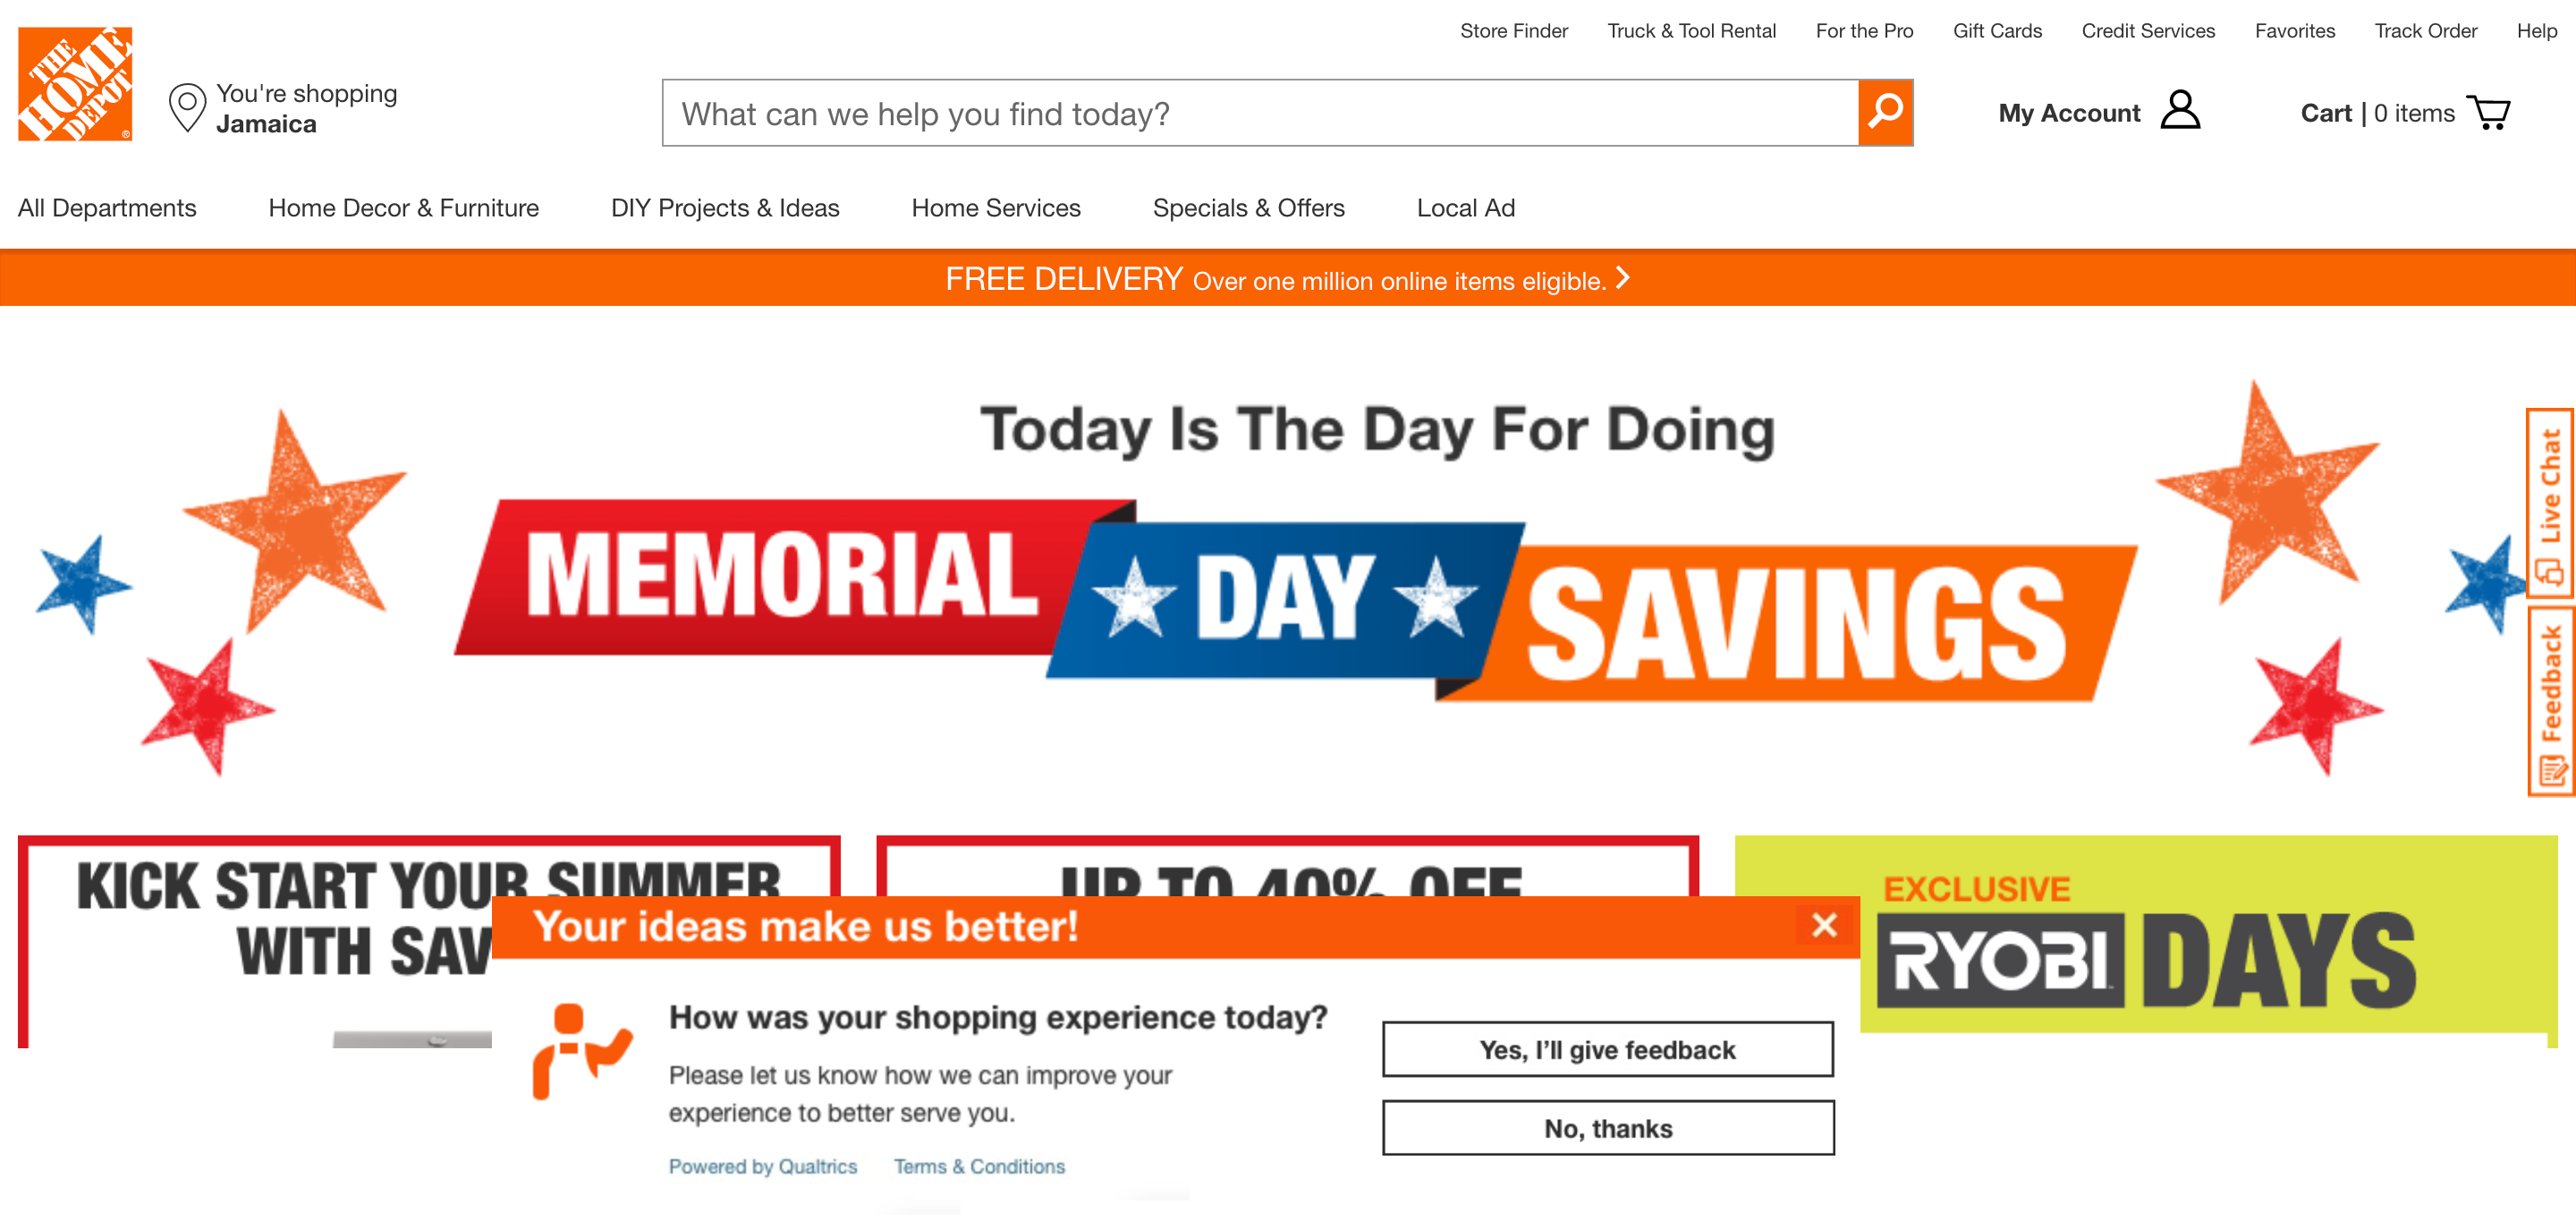 Store Finder Truck & Tool Rental For the Pro Gift Cards Credit Services Favorites Track Order Help
THE
HOME
DEPOT
®
You're shopping
Jamaica
What can we help you find today?
My Account
Cart | 0 items
All Departments Home Decor & Furniture DIY Projects & Ideas Home Services Specials & Offers Local Ad
FREE DELIVERY Over one million online items eligible.
Today Is The Day For Doing
MEMORIAL DAY SAVINGS
Live Chat
Feedback
KICK START YOUR SUMMER
WITH SAV
UP TO 40% OFF
EXCLUSIVE
RYOBI DAYS
Your ideas make us better!
How was your shopping experience today?
Please let us know how we can improve your
experience to better serve you.
Powered by Qualtrics Terms & Conditions
Yes, I’ll give feedback
No, thanks